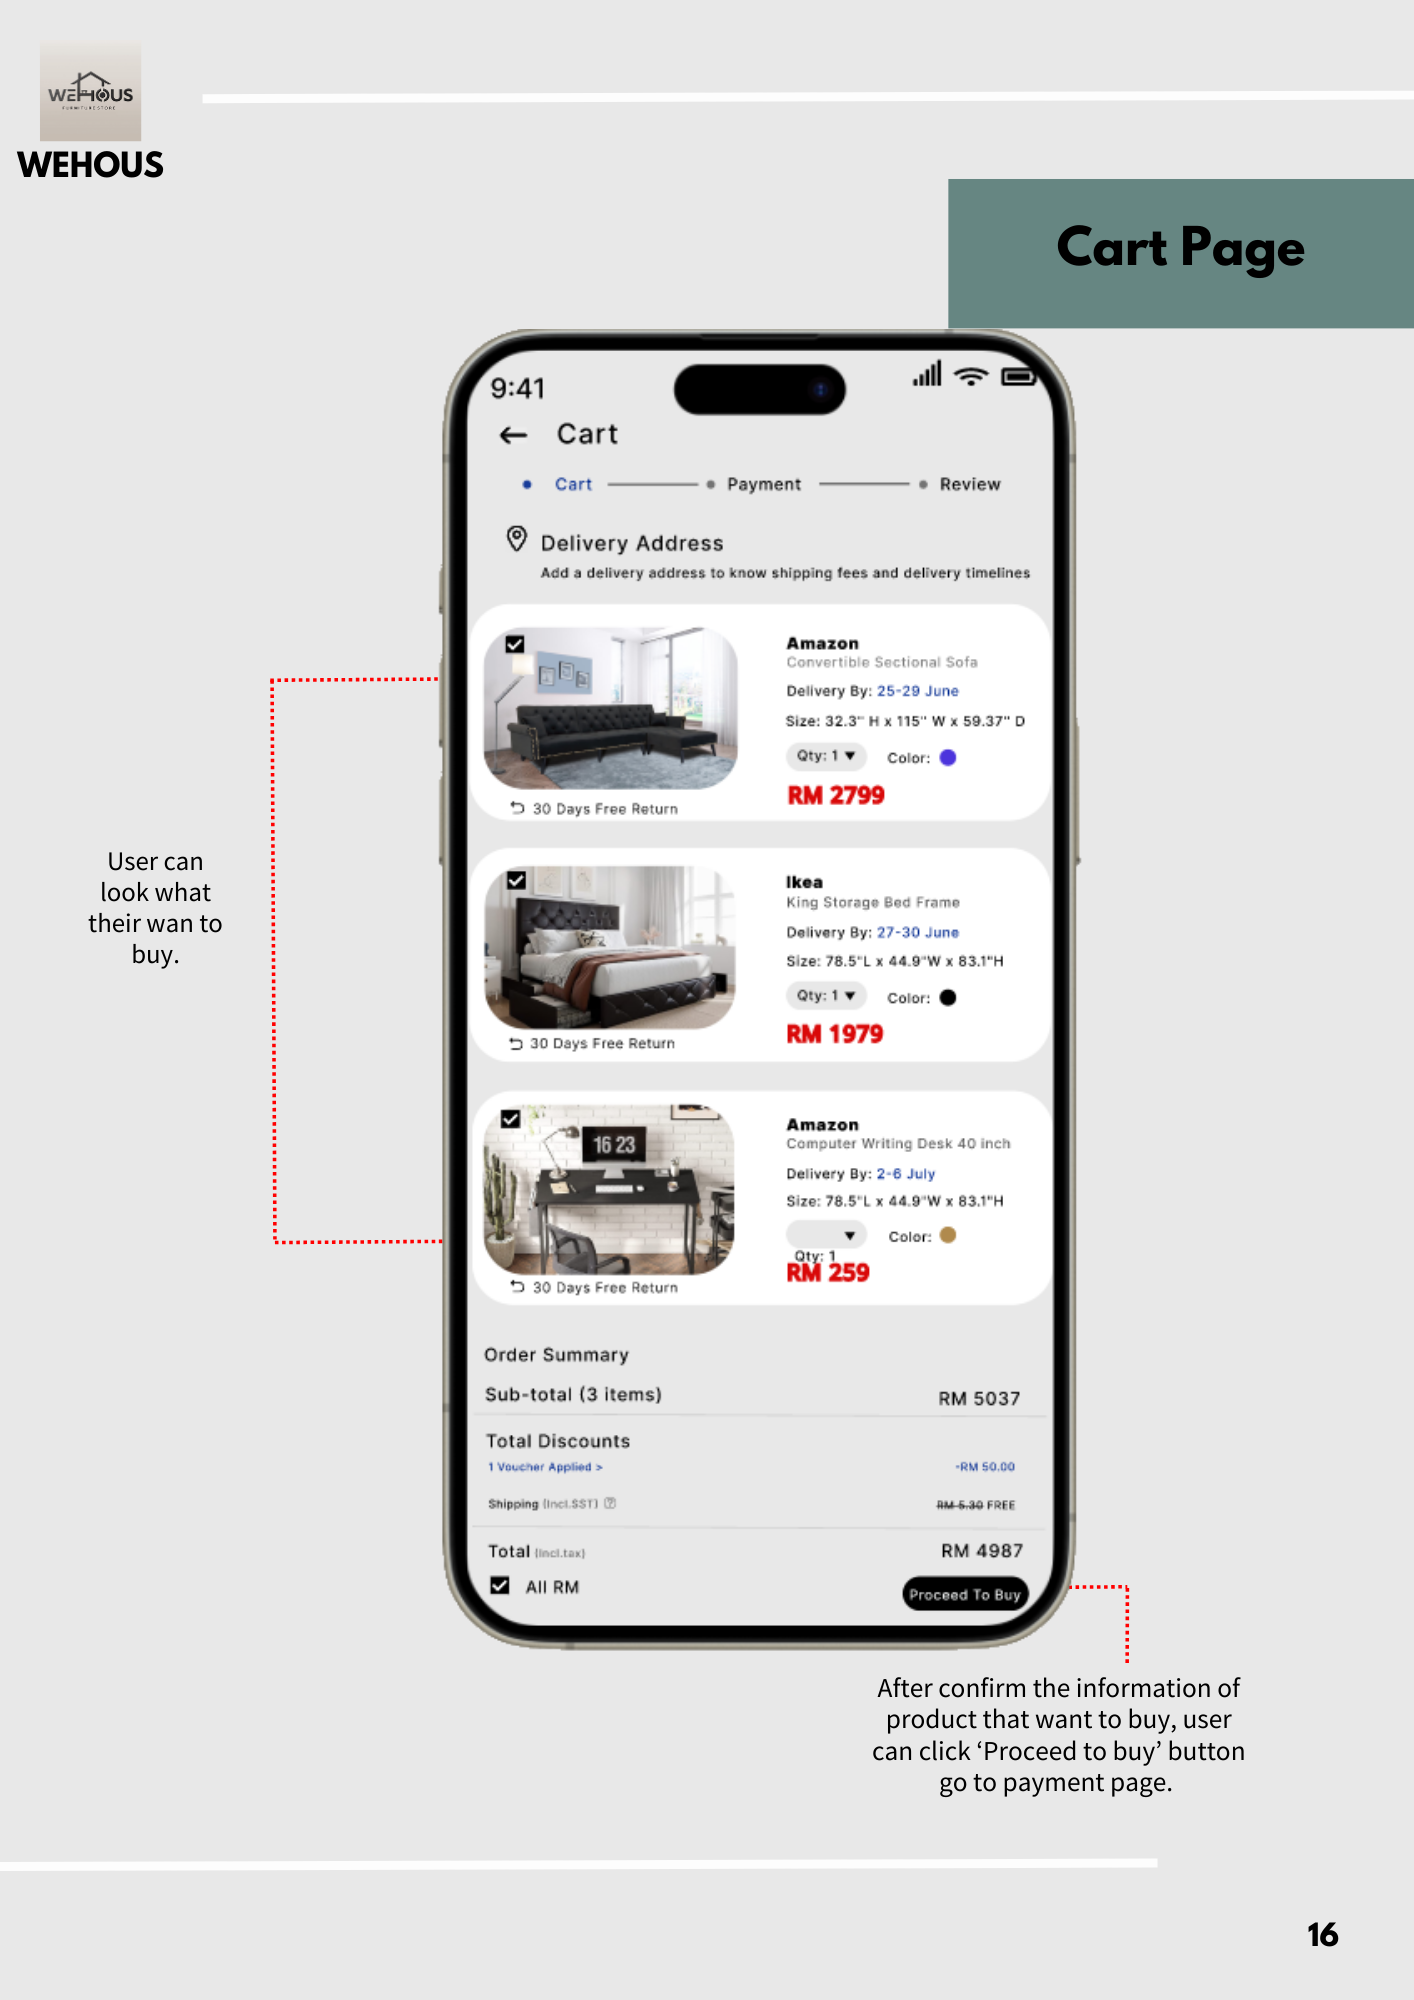 WEHOUS
FURNITURE STORE
WEHOUS
Cart Page
9:41
Cart
Cart
Payment
Review
Delivery Address
Add a delivery address to know shipping fees and delivery timelines
Amazon
Convertible Sectional Sofa
Delivery By: 25-29 June
Size: 32.3" H x 115" W x 59.37" D
Qty: 1 ▼
Color:
RM 2799
30 Days Free Return
User can
look what
their wan to
buy.
Ikea
King Storage Bed Frame
Delivery By: 27-30 June
Size: 78.5"L x 44.9"W x 83.1"H
Qty: 1 ▼
Color:
RM 1979
30 Days Free Return
16 23
Amazon
Computer Writing Desk 40 inch
Delivery By: 2-6 July
Size: 78.5"L x 44.9"W x 83.1"H
▼
Color:
Qty: 1
RM 259
30 Days Free Return
Order Summary
Sub-total (3 items)
RM 5037
Total Discounts
1 Voucher Applied >
-RM 50.00
Shipping (Incl.SST)
RM 5.30 FREE
Total (Incl.tax)
RM 4987
All RM
Proceed To Buy
After confirm the information of
product that want to buy, user
can click ‘Proceed to buy’ button
go to payment page.
16